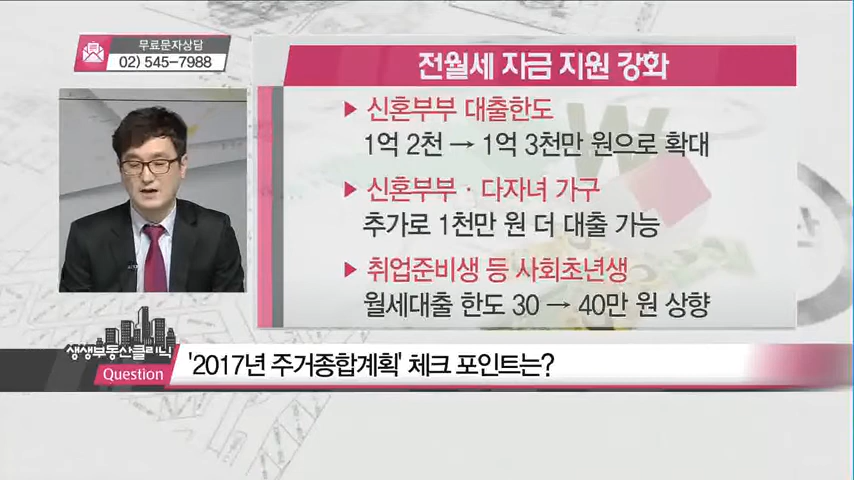 무료문자상담
02) 545-7988
전월세 자금 지원 강화
▶ 신혼부부 대출한도
1억 2천 → 1억 3천만 원으로 확대
▶ 신혼부부 · 다자녀 가구
추가로 1천만 원 더 대출 가능
▶ 취업준비생 등 사회초년생
월세대출 한도 30 → 40만 원 상향
생생부동산클리닉
Question
'2017년 주거종합계획' 체크 포인트는?